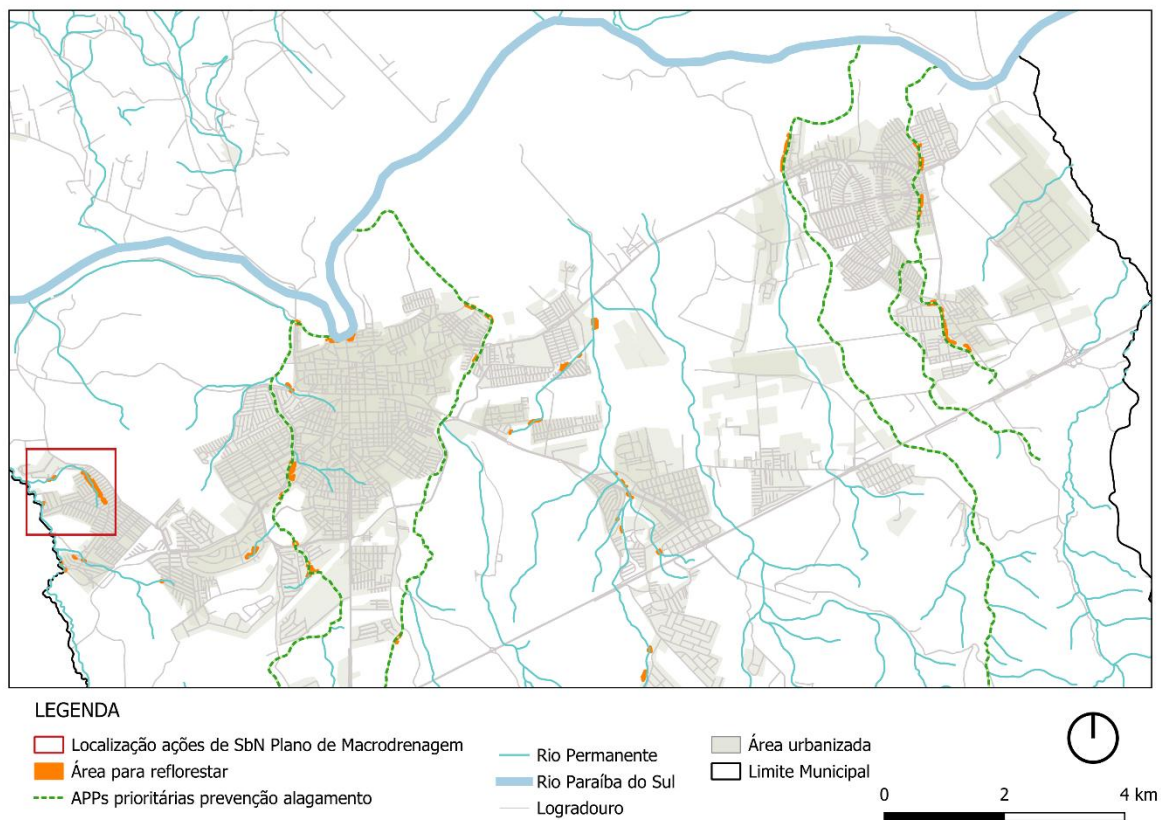 LEGENDA
Localização ações de SbN Plano de Macrodrenagem
Área para reflorestar
APPs prioritárias prevenção alagamento
Rio Permanente
Rio Paraíba do Sul
Logradouro
Área urbanizada
Limite Municipal
0 2 4 km